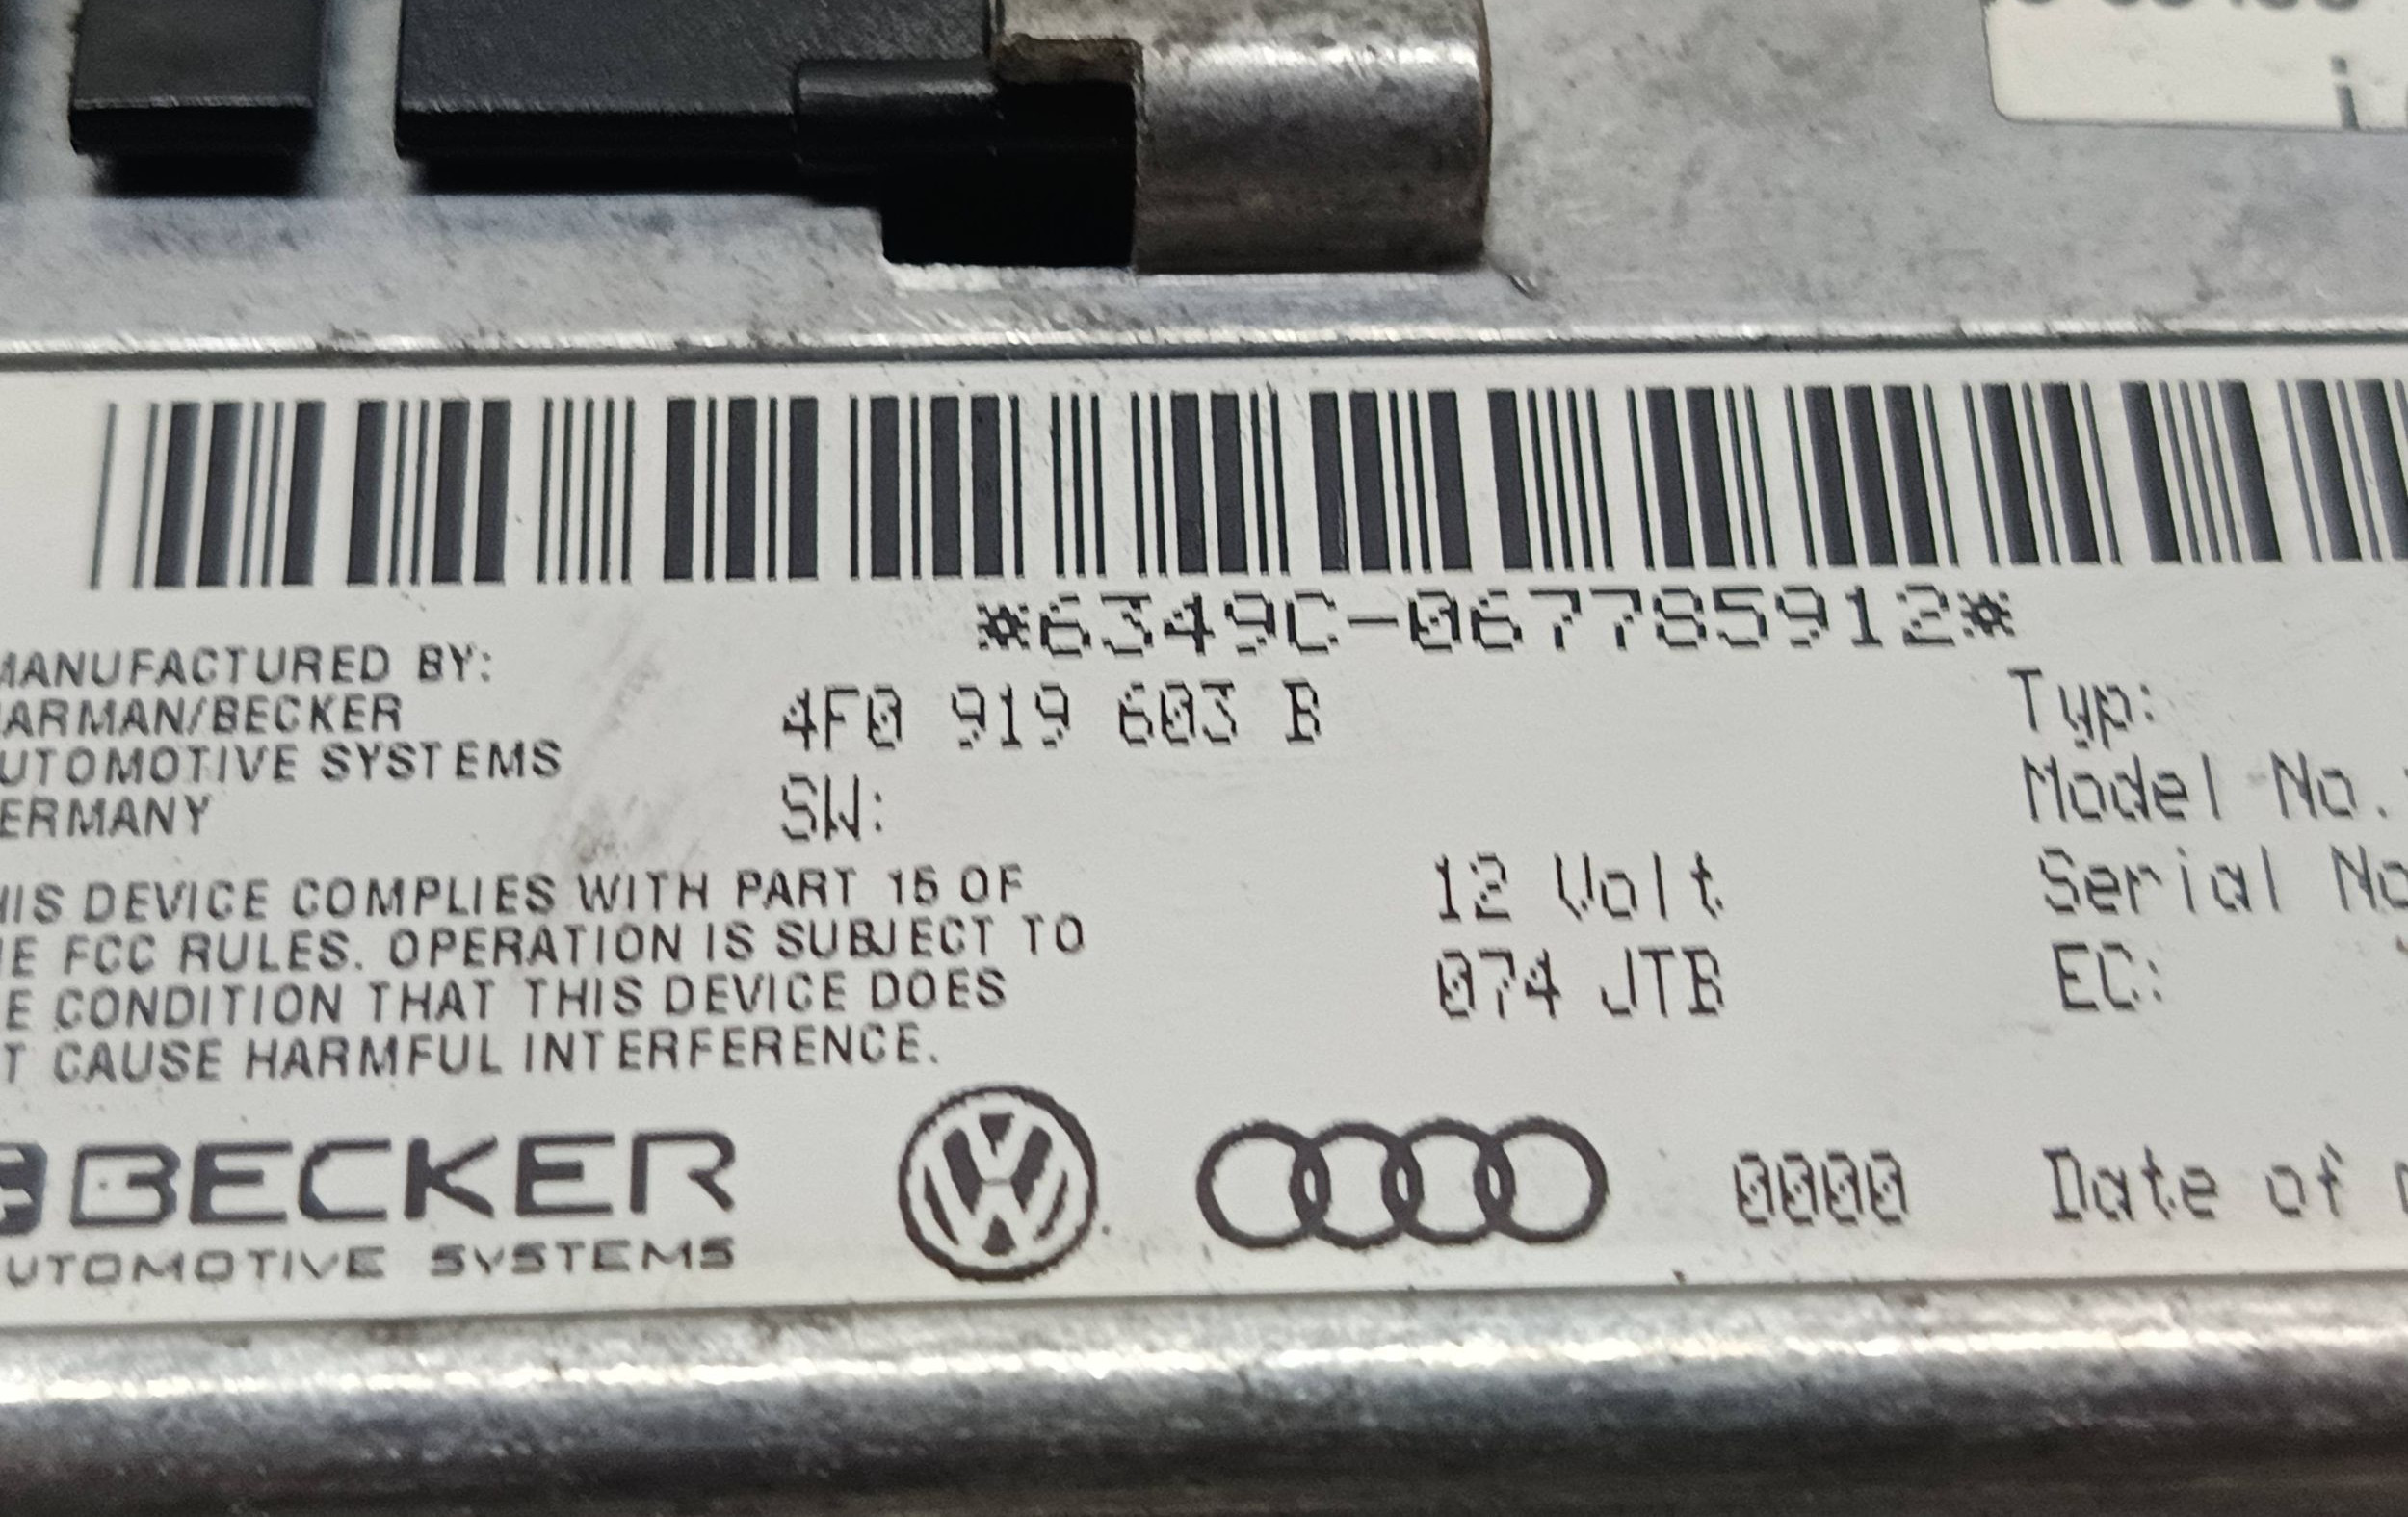 *6349C-067785912*
MANUFACTURED BY:
ARMAN/BECKER
UTOMOTIVE SYSTEMS
ERMANY
4F0 919 603 B
SW:
Typ:
Model No.
Serial No
EC:
HIS DEVICE COMPLIES WITH PART 15 OF
HE FCC RULES. OPERATION IS SUBJECT TO
E CONDITION THAT THIS DEVICE DOES
T CAUSE HARMFUL INTERFERENCE.
12 Volt
074 JTB
BECKER
UTOMOTIVE SYSTEMS
0000
Date of